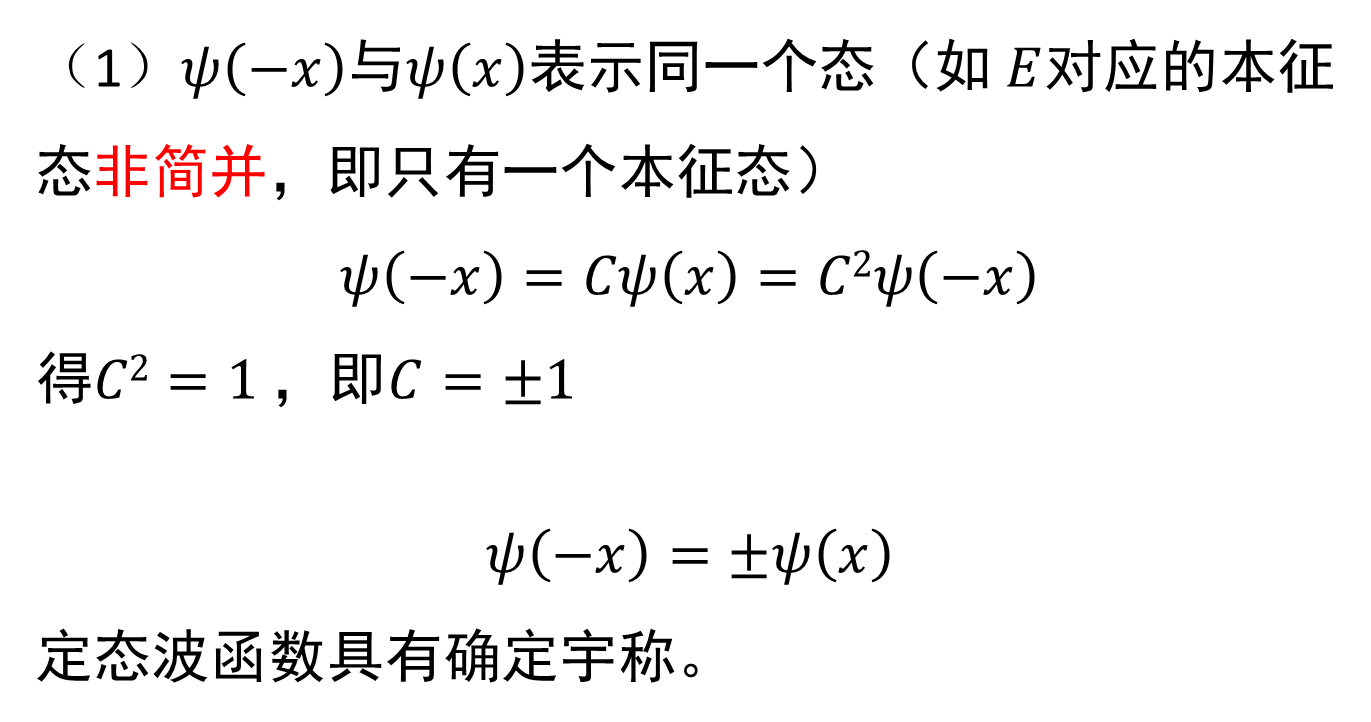 （1）𝜓(−𝑥)与𝜓(𝑥)表示同一个态（如 𝐸对应的本征
态非简并，即只有一个本征态）
𝜓(−𝑥) = 𝐶𝜓(𝑥) = 𝐶²𝜓(−𝑥)
得𝐶² = 1 ，即𝐶 = ±1
𝜓(−𝑥) = ±𝜓(𝑥)
定态波函数具有确定宇称。